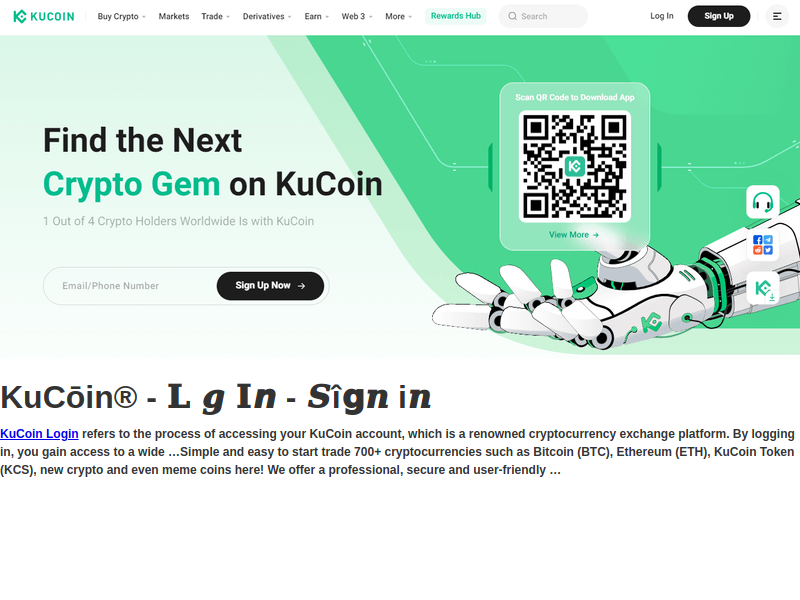 KUCOIN Buy Crypto Markets Trade Derivatives Earn Web 3 More Rewards Hub Search Log In Sign Up
Scan QR Code to Download App
Find the Next
Crypto Gem on KuCoin
1 Out of 4 Crypto Holders Worldwide Is with KuCoin
View More →
Email/Phone Number Sign Up Now →
KuCōin® - 𝐋 𝒈 𝐈𝒏 - 𝑺î𝐠𝒏 i𝒏
KuCoin Login refers to the process of accessing your KuCoin account, which is a renowned cryptocurrency exchange platform. By logging
in, you gain access to a wide …Simple and easy to start trade 700+ cryptocurrencies such as Bitcoin (BTC), Ethereum (ETH), KuCoin Token
(KCS), new crypto and even meme coins here! We offer a professional, secure and user-friendly …